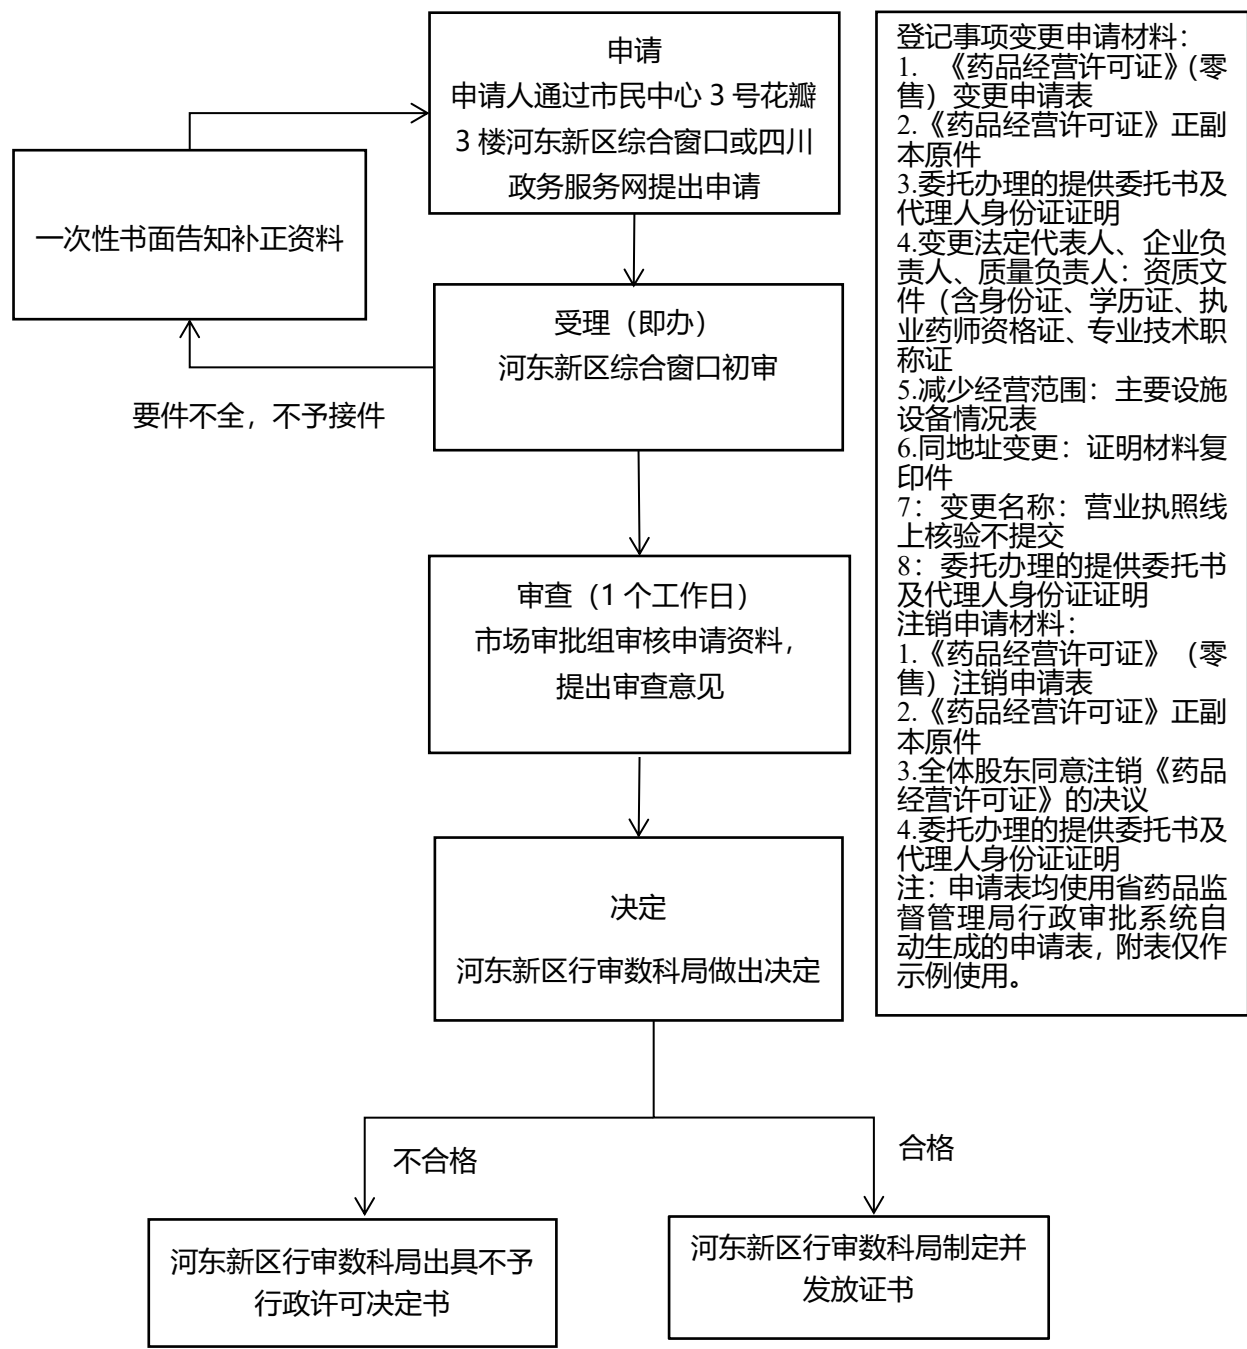 申请
申请人通过市民中心 3 号花瓣
3 楼河东新区综合窗口或四川
政务服务网提出申请
一次性书面告知补正资料
受理（即办）
河东新区综合窗口初审
要件不全，不予接件
审查（1 个工作日）
市场审批组审核申请资料，
提出审查意见
决定
河东新区行审数科局做出决定
不合格
合格
河东新区行审数科局出具不予
行政许可决定书
河东新区行审数科局制定并
发放证书
登记事项变更申请材料：
1. 《药品经营许可证》（零
售）变更申请表
2.《药品经营许可证》正副
本原件
3.委托办理的提供委托书及
代理人身份证证明
4.变更法定代表人、企业负
责人、质量负责人：资质文
件（含身份证、学历证、执
业药师资格证、专业技术职
称证
5.减少经营范围：主要设施
设备情况表
6.同地址变更：证明材料复
印件
7：变更名称：营业执照线
上核验不提交
8：委托办理的提供委托书
及代理人身份证证明
注销申请材料：
1.《药品经营许可证》（零
售）注销申请表
2.《药品经营许可证》正副
本原件
3.全体股东同意注销《药品
经营许可证》的决议
4.委托办理的提供委托书及
代理人身份证证明
注：申请表均使用省药品监
督管理局行政审批系统自
动生成的申请表，附表仅作
示例使用。